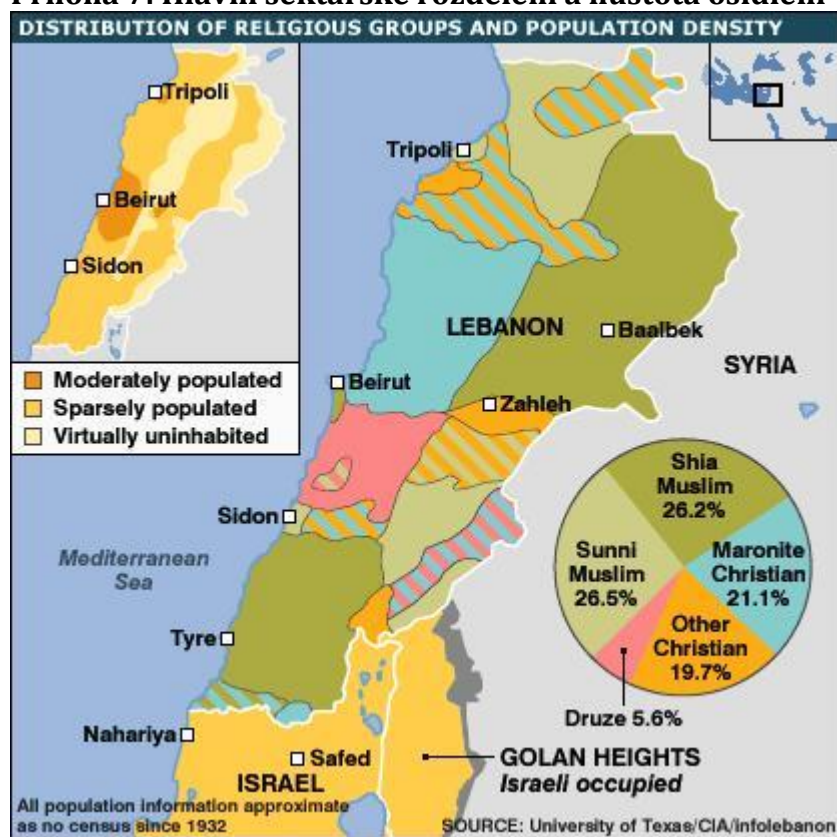 DISTRIBUTION OF RELIGIOUS GROUPS AND POPULATION DENSITY
Tripoli
Beirut
Sidon
Moderately populated
Sparsely populated
Virtually uninhabited
Tripoli
LEBANON
Baalbek
SYRIA
Beirut
Zahleh
Sidon
Mediterranean
Sea
Tyre
Nahariya
Safed
ISRAEL
GOLAN HEIGHTS
Israeli occupied
Shia
Muslim
26.2%
Sunni
Muslim
26.5%
Maronite
Christian
21.1%
Other
Christian
19.7%
Druze 5.6%
All population information approximate
as no census since 1932
SOURCE: University of Texas/CIA/infolebanon